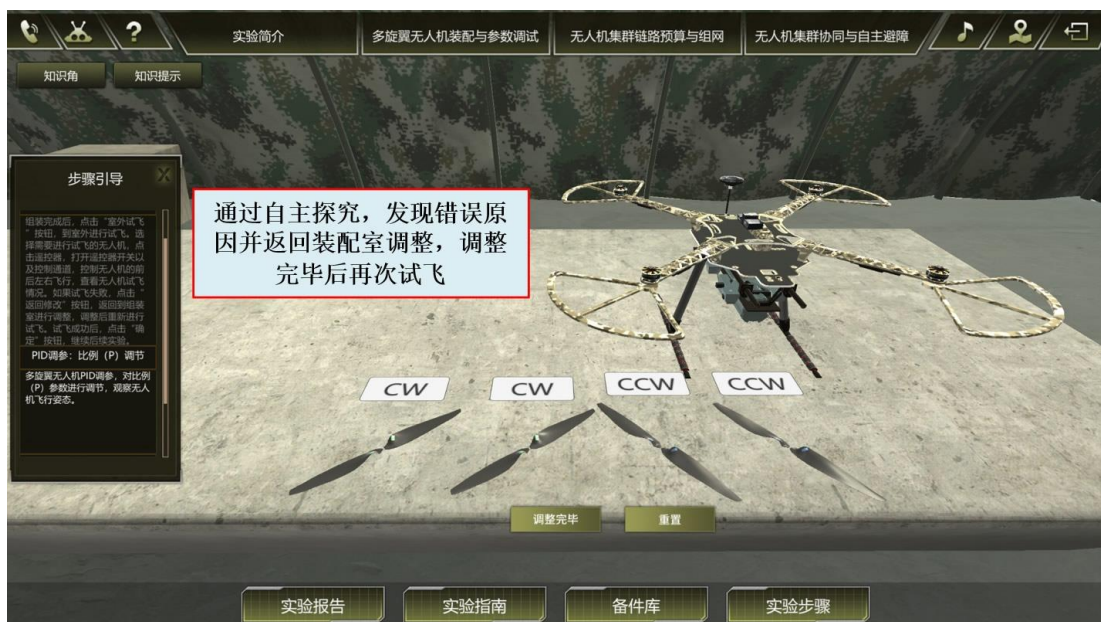 ?
实验简介
多旋翼无人机装配与参数调试
无人机集群链路预算与组网
无人机集群协同与自主避障
知识角
知识提示
步骤引导
X
组装完成后，点击“室外试飞
”按钮，到室外进行试飞。选
择需要进行试飞的无人机，点
击遥控器，打开遥控器开关以
及控制通道，控制无人机的前
后左右飞行，查看无人机试飞
情况。如果试飞失败，点击“
返回修改”按钮，返回到组装
室进行调整，调整后重新进行
试飞。试飞成功后，点击“确
定”按钮，继续后续实验。
PID调参：比例（P）调节
多旋翼无人机PID调参，对比例
（P）参数进行调节，观察无人
机飞行姿态。
通过自主探究，发现错误原
因并返回装配室调整，调整
完毕后再次试飞
CW
CW
CCW
CCW
调整完毕
重置
实验报告
实验指南
备件库
实验步骤